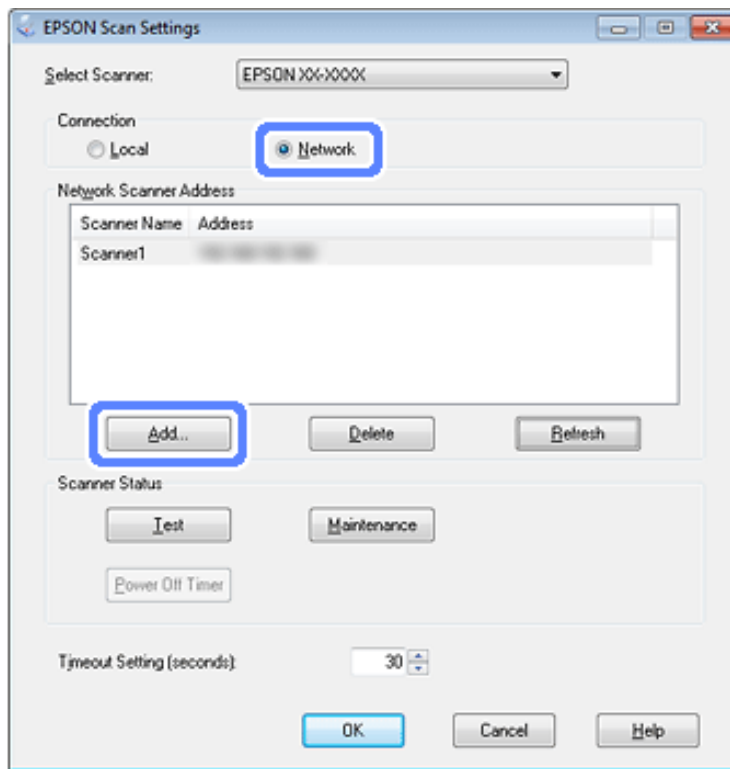 EPSON Scan Settings
Select Scanner: EPSON XX-XXXX
Connection
Local Network
Network Scanner Address
Scanner Name Address
Scanner1
Add... Delete Refresh
Scanner Status
Test Maintenance
Power Off Timer
Timeout Setting (seconds): 30
OK Cancel Help